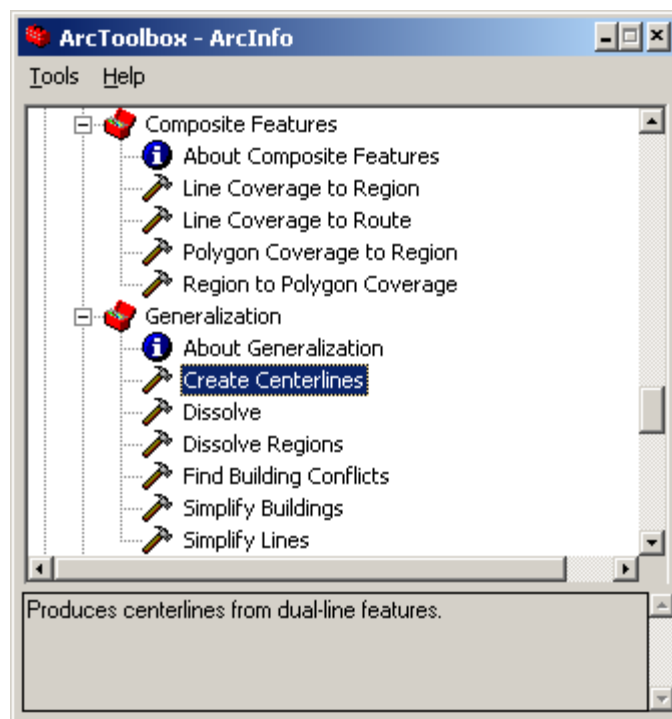 ArcToolbox - ArcInfo
Tools Help
Composite Features
About Composite Features
Line Coverage to Region
Line Coverage to Route
Polygon Coverage to Region
Region to Polygon Coverage
Generalization
About Generalization
Create Centerlines
Dissolve
Dissolve Regions
Find Building Conflicts
Simplify Buildings
Simplify Lines
Produces centerlines from dual-line features.